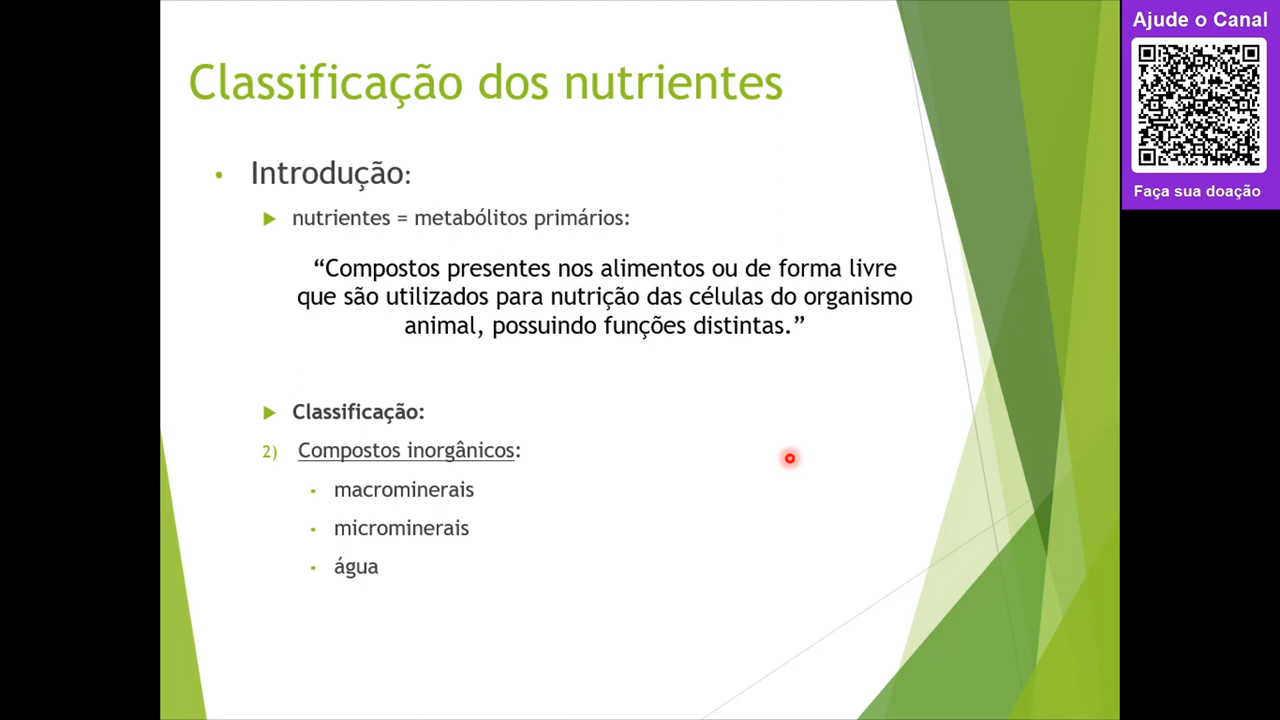 Classificação dos nutrientes
• Introdução:
nutrientes = metabólitos primários:
“Compostos presentes nos alimentos ou de forma livre
que são utilizados para nutrição das células do organismo
animal, possuindo funções distintas.”
Classificação:
2) Compostos inorgânicos:
• macrominerais
• microminerais
• água
Ajude o Canal
Faça sua doação